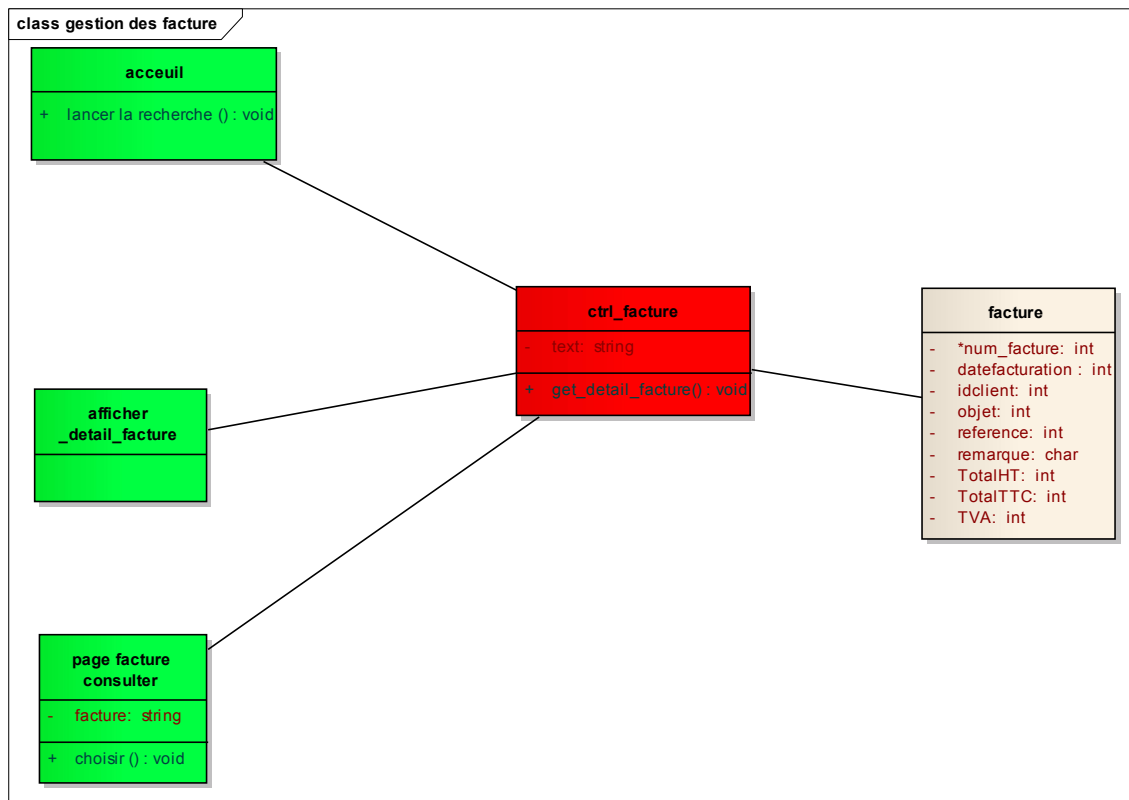 class gestion des facture
acceuil
+ lancer la recherche () : void
ctrl_facture
- text: string
+ get_detail_facture() : void
facture
- *num_facture: int
- datefacturation : int
- idclient: int
- objet: int
- reference: int
- remarque: char
- TotalHT: int
- TotalTTC: int
- TVA: int
afficher
_detail_facture
page facture
consulter
- facture: string
+ choisir () : void